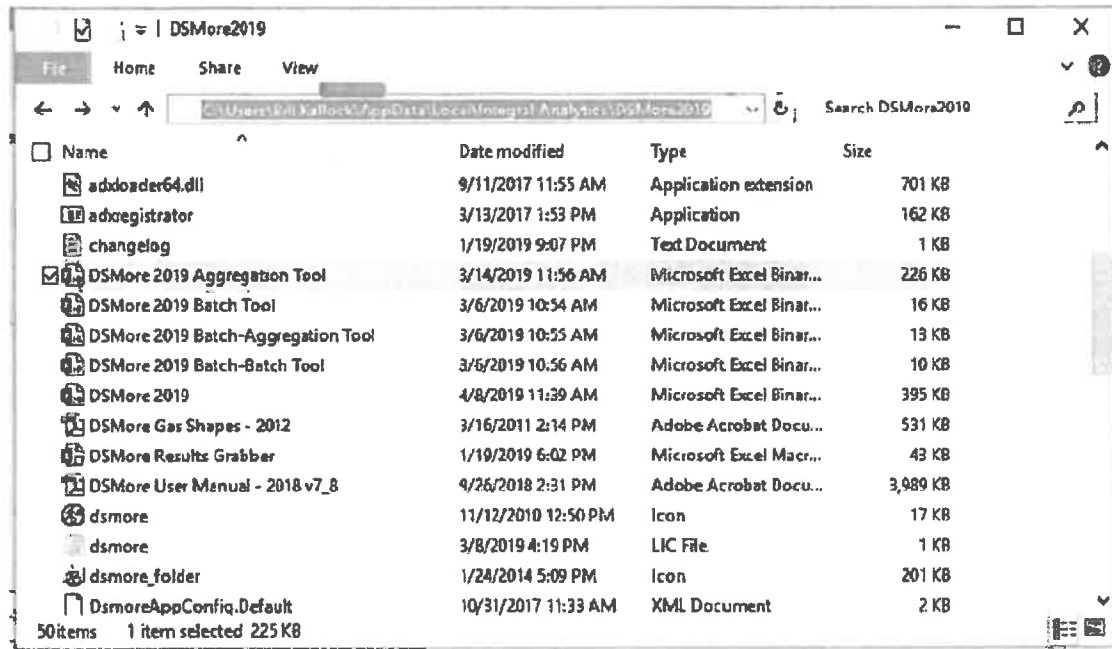 DSMore2019
File Home Share View
C:\Users\Bill Kallock\AppData\Local\Integral Analytics\DSMore2019 Search DSMore2019
Name Date modified Type Size
adxloader64.dll 9/11/2017 11:55 AM Application extension 701 KB
adxregistrator 3/13/2017 1:53 PM Application 162 KB
changelog 1/19/2019 9:07 PM Text Document 1 KB
DSMore 2019 Aggregation Tool 3/14/2019 11:56 AM Microsoft Excel Binar... 226 KB
DSMore 2019 Batch Tool 3/6/2019 10:54 AM Microsoft Excel Binar... 16 KB
DSMore 2019 Batch-Aggregation Tool 3/6/2019 10:55 AM Microsoft Excel Binar... 13 KB
DSMore 2019 Batch-Batch Tool 3/6/2019 10:56 AM Microsoft Excel Binar... 10 KB
DSMore 2019 4/8/2019 11:39 AM Microsoft Excel Binar... 395 KB
DSMore Gas Shapes - 2012 3/16/2011 2:14 PM Adobe Acrobat Docu... 531 KB
DSMore Results Grabber 1/19/2019 6:02 PM Microsoft Excel Macr... 43 KB
DSMore User Manual - 2018 v7_8 9/26/2018 2:31 PM Adobe Acrobat Docu... 3,989 KB
dsmore 11/12/2010 12:50 PM Icon 17 KB
dsmore 3/8/2019 4:19 PM LIC File 1 KB
dsmore_folder 1/24/2014 5:09 PM Icon 201 KB
DsmoreAppConfig.Default 10/31/2017 11:33 AM XML Document 2 KB
50 items 1 item selected 225 KB